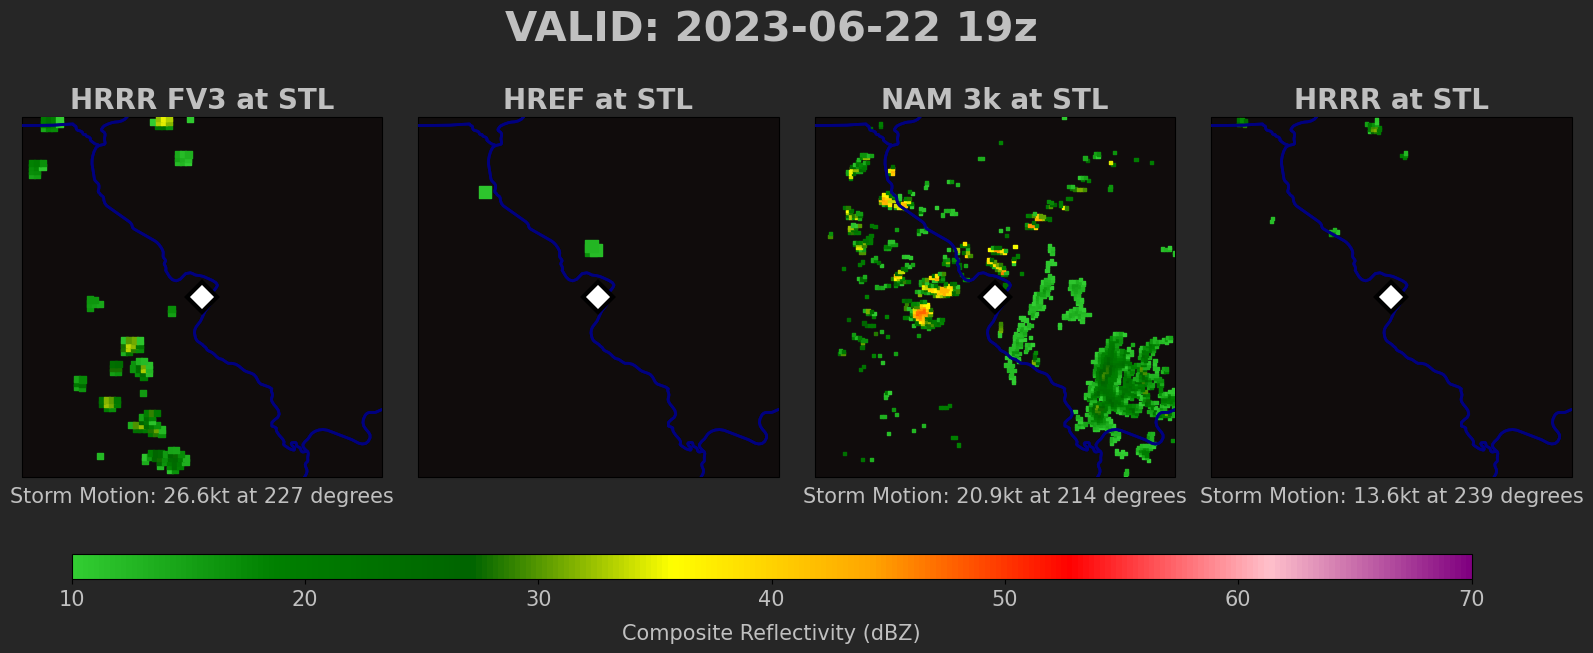 VALID: 2023-06-22 19z
HRRR FV3 at STL
HREF at STL
NAM 3k at STL
HRRR at STL
Storm Motion: 26.6kt at 227 degrees
Storm Motion: 20.9kt at 214 degrees
Storm Motion: 13.6kt at 239 degrees
10 20 30 40 50 60 70
Composite Reflectivity (dBZ)